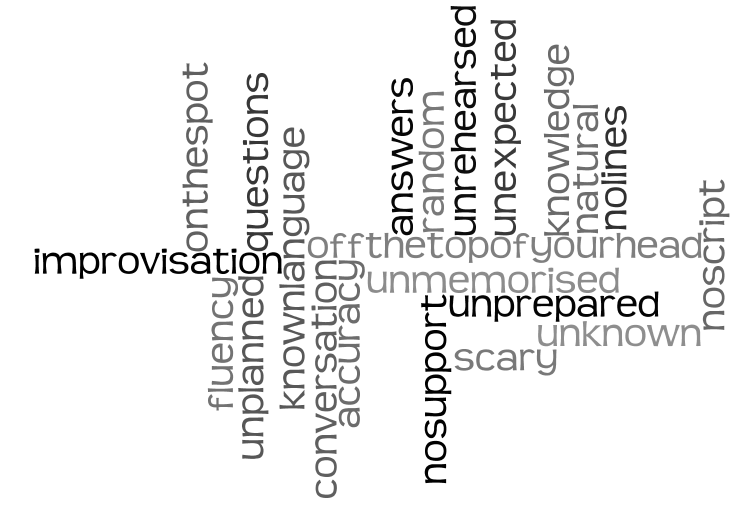 onthespot
questions
knownlanguage
answers
random
unrehearsed
unexpected
knowledge
natural
nolines
noscript
improvisation
offthetopofyourhead
unmemorised
unprepared
unknown
scary
fluency
unplanned
conversation
accuracy
nosupport